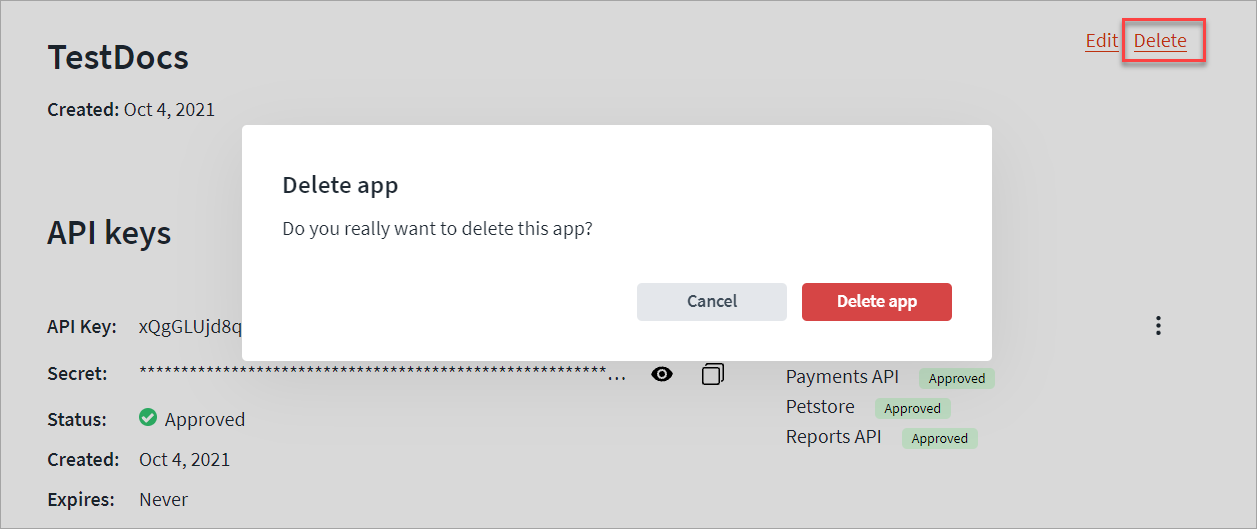 TestDocs
Edit Delete
Created: Oct 4, 2021
Delete app
Do you really want to delete this app?
Cancel Delete app
API keys
API Key: xQgGLUjd8q
Secret: ********************************************************...
Status: Approved
Created: Oct 4, 2021
Expires: Never
Payments API Approved
Petstore Approved
Reports API Approved